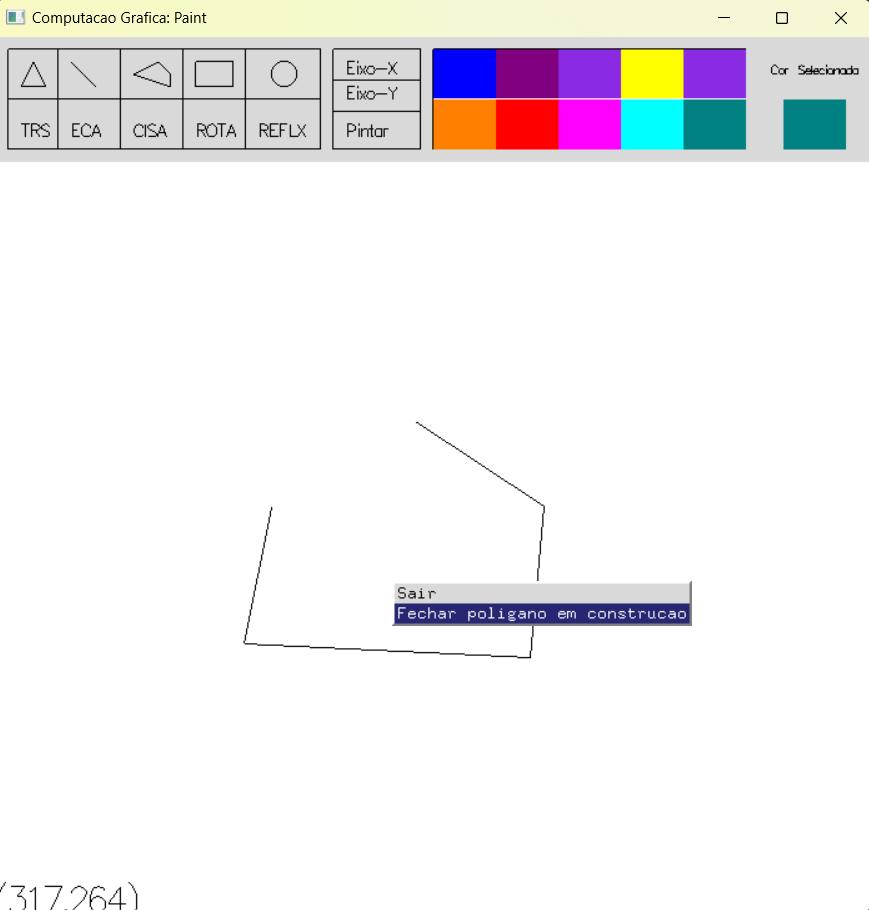 Computacao Grafica: Paint
Eixo-X
Cor Selecionada
Eixo-Y
TRS ECA CISA ROTA REFLX Pintar
Sair
Fechar poligano em construcao
(317,264)